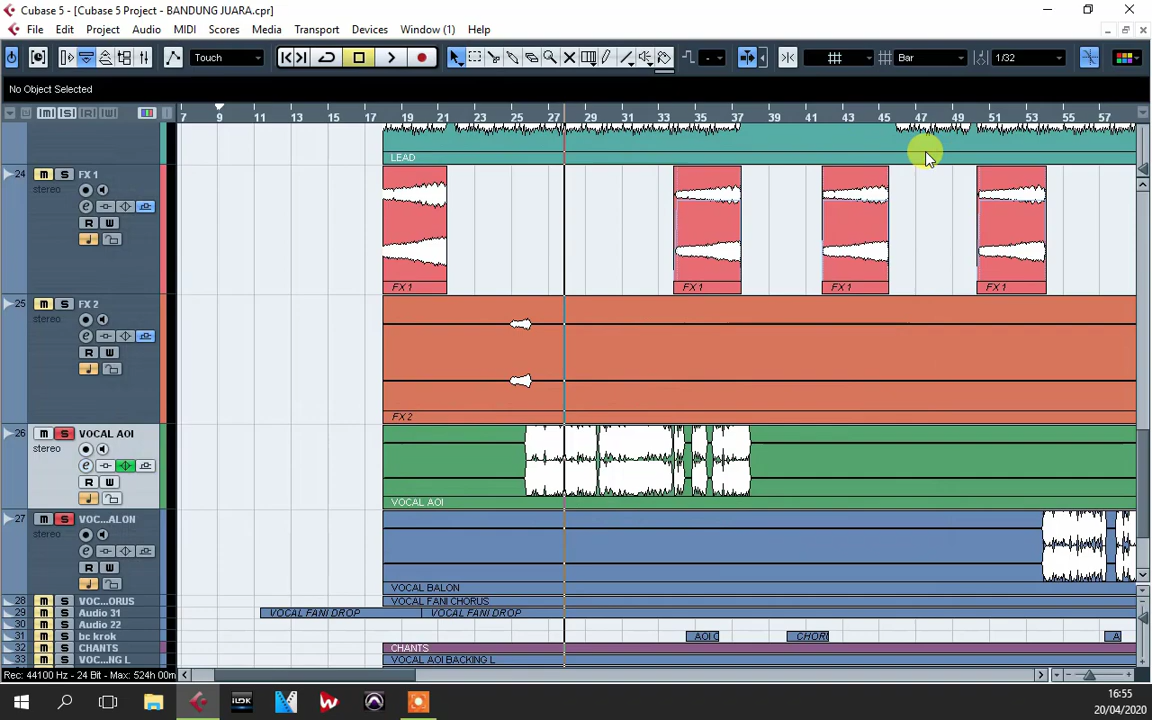 Cubase 5 - [Cubase 5 Project - BANDUNG JUARA.cpr]
File Edit Project Audio MIDI Scores Media Transport Devices Window (1) Help
Touch Bar 1/32
No Object Selected
7 9 11 13 15 17 19 21 23 25 27 29 31 33 35 37 39 41 43 45 47 49 51 53 55 57
LEAD
24 M S FX 1
stereo
e
R W
FX 1 FX 1 FX 1 FX 1
25 M S FX 2
stereo
e
R W
FX 2
26 M S VOCAL AOI
stereo
e
R W
VOCAL AOI
27 M S VOC...ALON
stereo
e
R W
VOCAL BALON
28 M S VOC...ORUS VOCAL FANI CHORUS
29 M S Audio 31 VOCAL FANI DROP VOCAL FANI DROP
30 M S Audio 22
31 M S bc krok AOI C CHORI A
32 M S CHANTS CHANTS
33 M S VOC...NG L VOCAL AOI BACKING L
Rec: 44100 Hz - 24 Bit - Max: 524h 00m
iLOK
16:55
20/04/2020